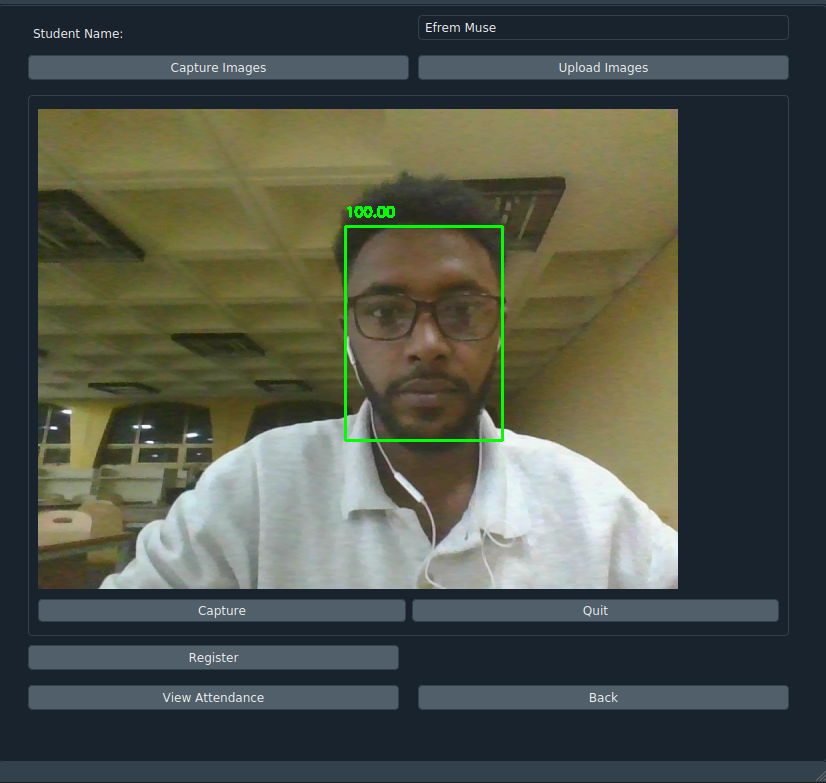 Student Name:
Efrem Muse
Capture Images
Upload Images
100.00
Capture
Quit
Register
View Attendance
Back